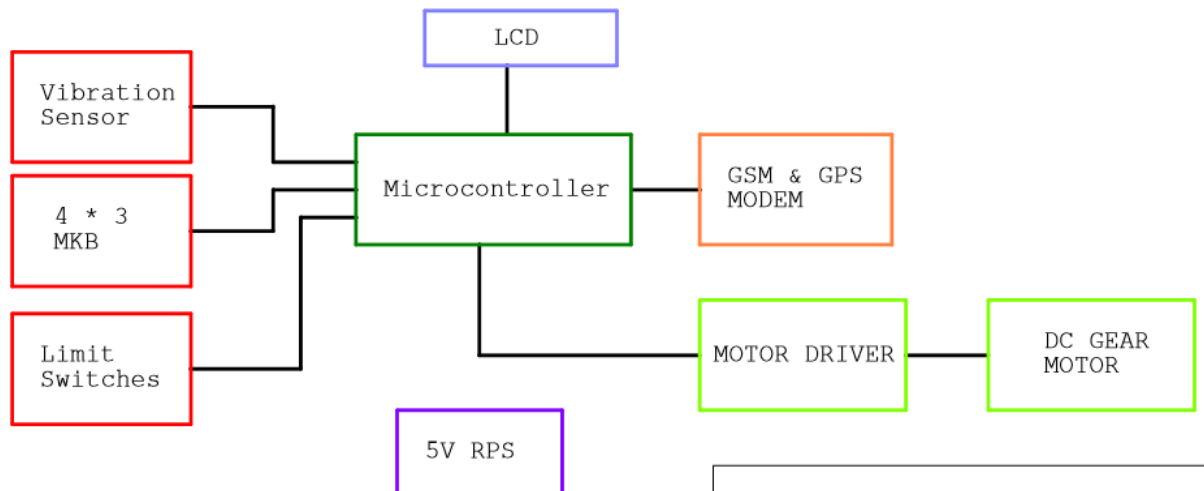 LCD
Vibration
Sensor
Microcontroller
GSM & GPS
MODEM
4 * 3
MKB
Limit
Switches
MOTOR DRIVER
DC GEAR
MOTOR
5V RPS